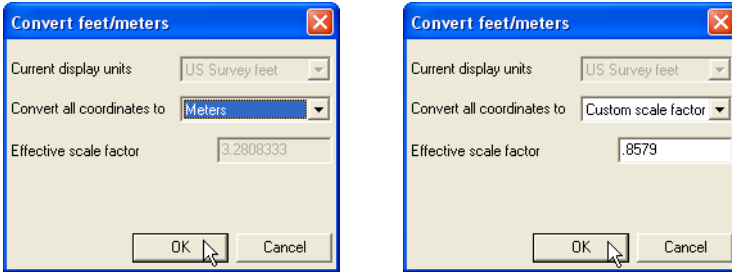 Convert feet/meters
Current display units US Survey feet
Convert all coordinates to Meters
Effective scale factor 3.2808333
OK Cancel
Convert feet/meters
Current display units US Survey feet
Convert all coordinates to Custom scale factor
Effective scale factor .8579
OK Cancel